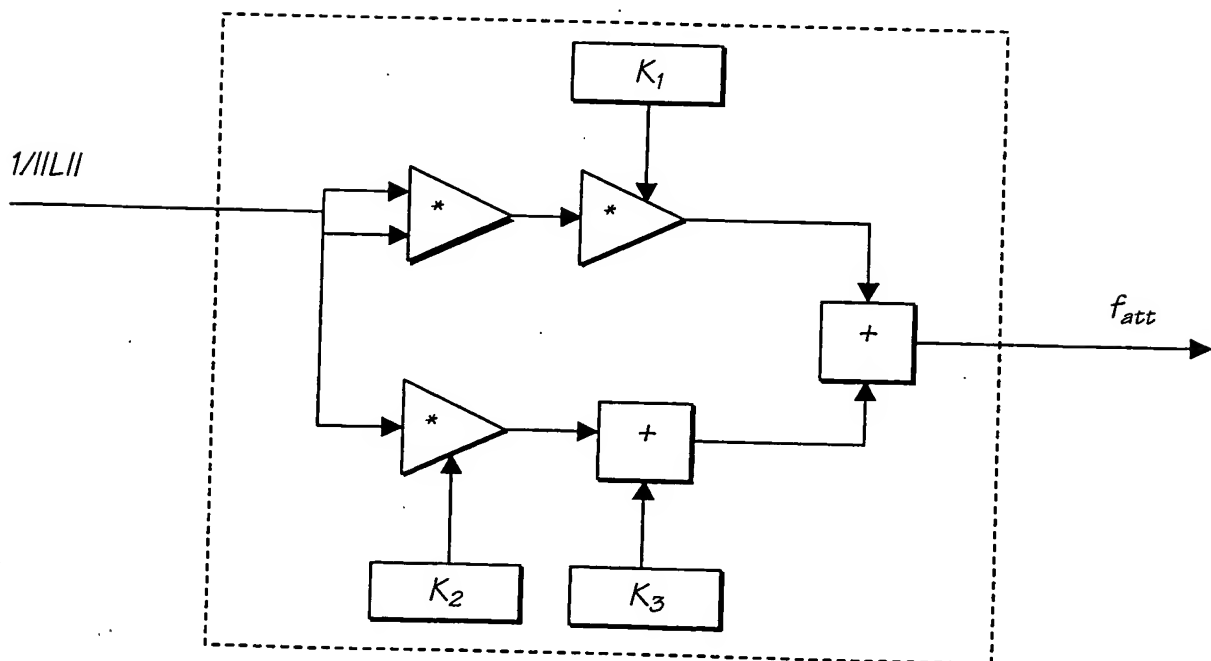 K₁
1/||L||
*
*
+
f_att
*
+
K₂
K₃